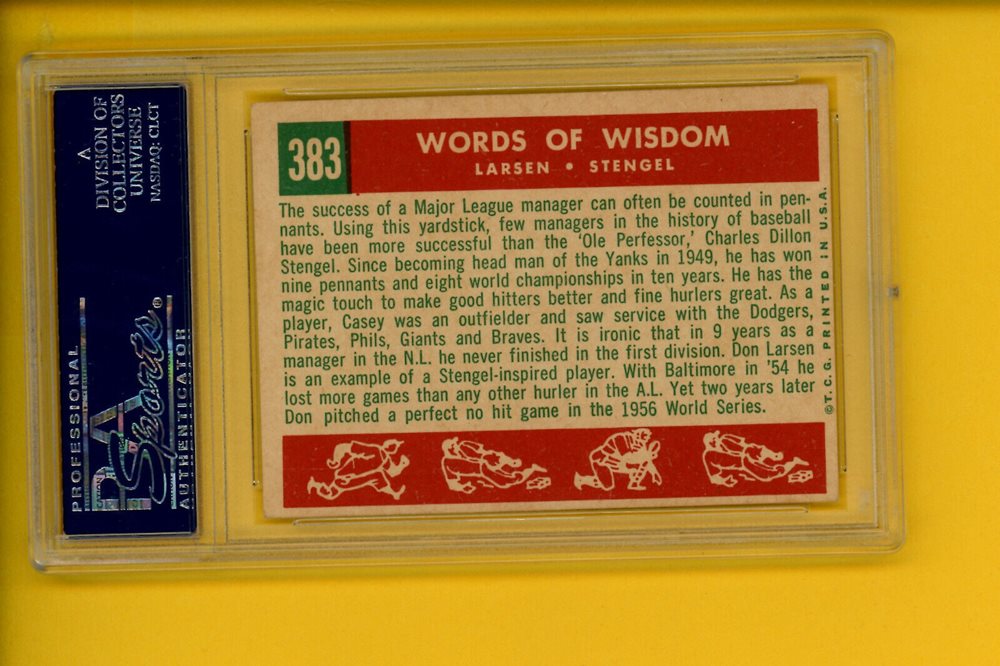 A
DIVISION OF
COLLECTORS
UNIVERSE
NASDAQ: CLCT
PROFESSIONAL
PSA
Sports®
AUTHENTICATOR
383
WORDS OF WISDOM
LARSEN • STENGEL
The success of a Major League manager can often be counted in pen-
nants. Using this yardstick, few managers in the history of baseball
have been more successful than the 'Ole Perfessor,' Charles Dillon
Stengel. Since becoming head man of the Yanks in 1949, he has won
nine pennants and eight world championships in ten years. He has the
magic touch to make good hitters better and fine hurlers great. As a
player, Casey was an outfielder and saw service with the Dodgers,
Pirates, Phils, Giants and Braves. It is ironic that in 9 years as a
manager in the N.L. he never finished in the first division. Don Larsen
is an example of a Stengel-inspired player. With Baltimore in '54 he
lost more games than any other hurler in the A.L. Yet two years later
Don pitched a perfect no hit game in the 1956 World Series.
©T.C.G. PRINTED IN U.S.A.